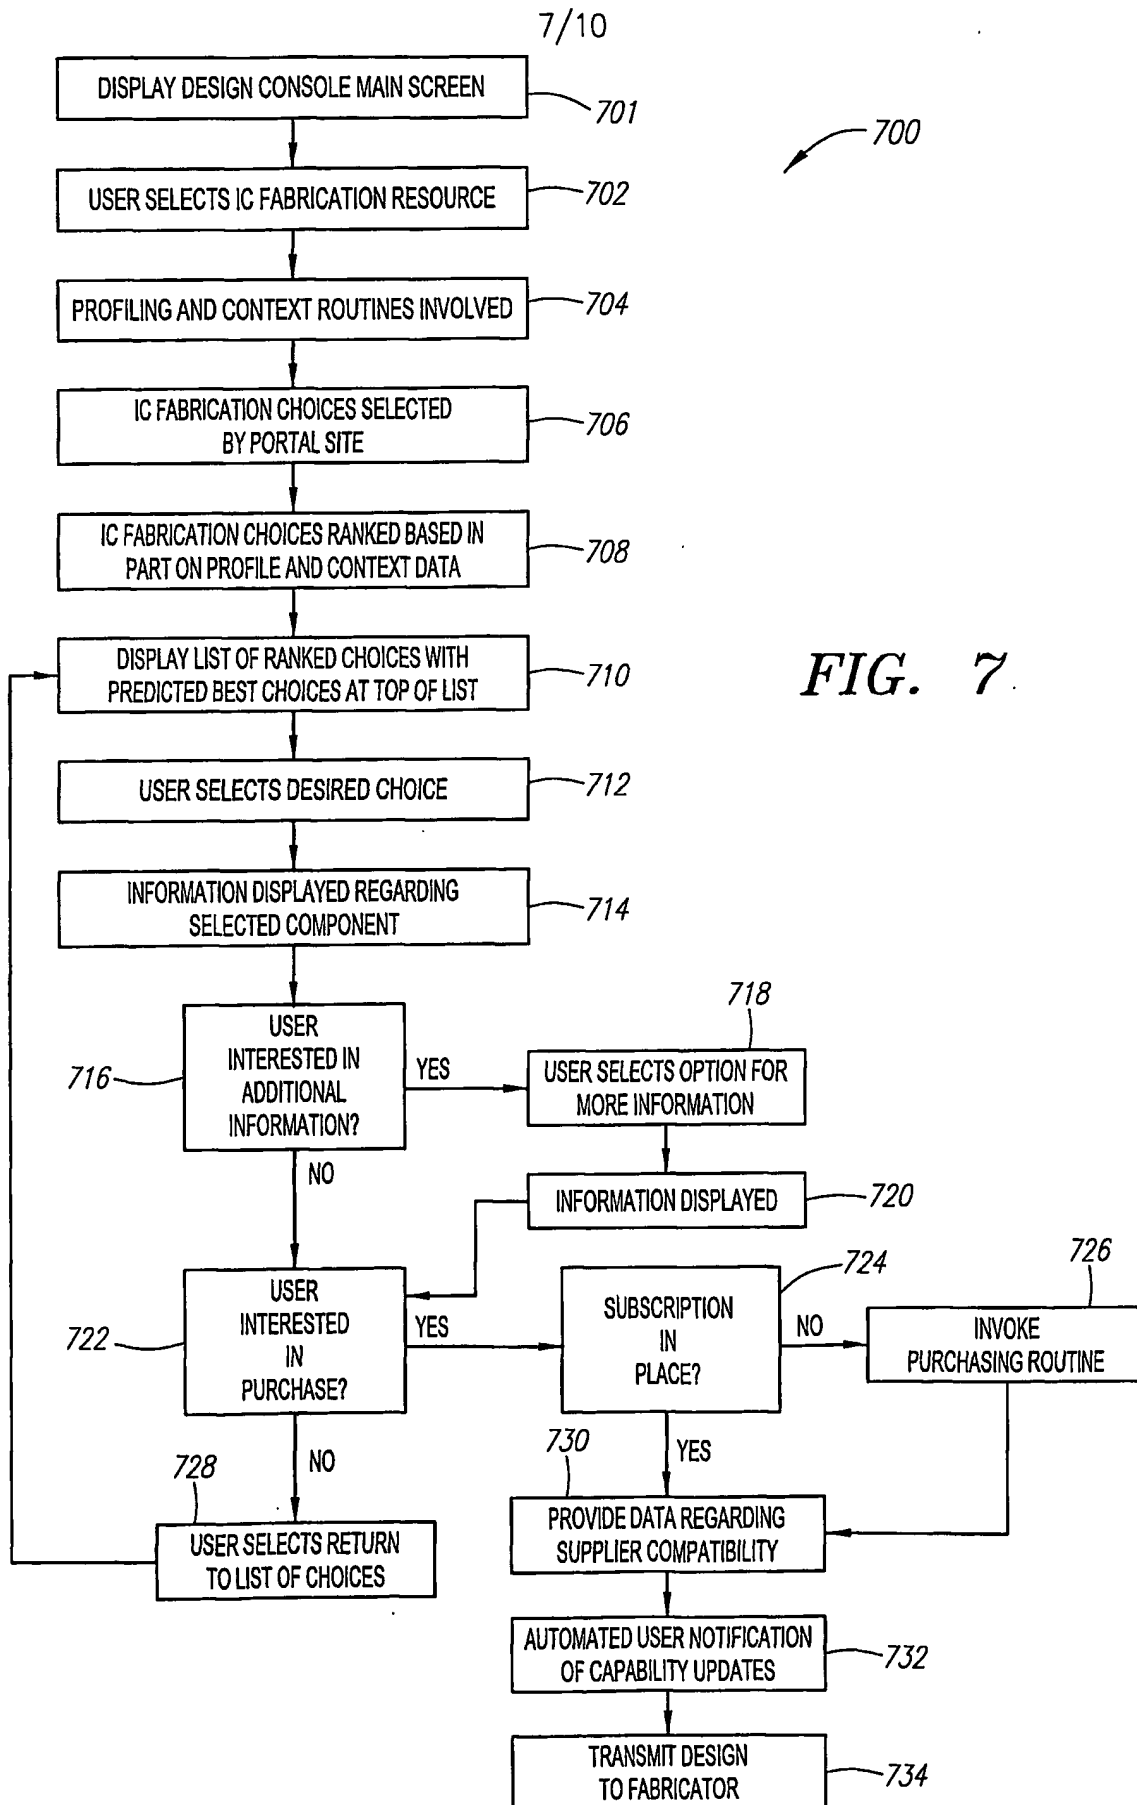 7/10
DISPLAY DESIGN CONSOLE MAIN SCREEN
701
700
USER SELECTS IC FABRICATION RESOURCE
702
PROFILING AND CONTEXT ROUTINES INVOLVED
704
IC FABRICATION CHOICES SELECTED
BY PORTAL SITE
706
IC FABRICATION CHOICES RANKED BASED IN
PART ON PROFILE AND CONTEXT DATA
708
DISPLAY LIST OF RANKED CHOICES WITH
PREDICTED BEST CHOICES AT TOP OF LIST
710
FIG. 7
USER SELECTS DESIRED CHOICE
712
INFORMATION DISPLAYED REGARDING
SELECTED COMPONENT
714
USER
INTERESTED IN
ADDITIONAL
INFORMATION?
716
YES
NO
718
USER SELECTS OPTION FOR
MORE INFORMATION
INFORMATION DISPLAYED
720
USER
INTERESTED
IN
PURCHASE?
722
YES
NO
SUBSCRIPTION
IN
PLACE?
724
NO
YES
726
INVOKE
PURCHASING ROUTINE
728
USER SELECTS RETURN
TO LIST OF CHOICES
730
PROVIDE DATA REGARDING
SUPPLIER COMPATIBILITY
AUTOMATED USER NOTIFICATION
OF CAPABILITY UPDATES
732
TRANSMIT DESIGN
TO FABRICATOR
734